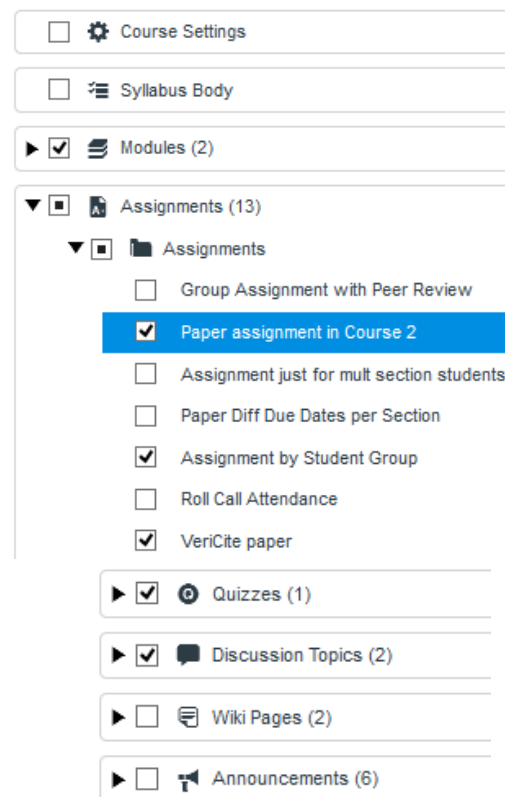 Course Settings
Syllabus Body
Modules (2)
Assignments (13)
Assignments
Group Assignment with Peer Review
Paper assignment in Course 2
Assignment just for mult section students
Paper Diff Due Dates per Section
Assignment by Student Group
Roll Call Attendance
VeriCite paper
Quizzes (1)
Discussion Topics (2)
Wiki Pages (2)
Announcements (6)